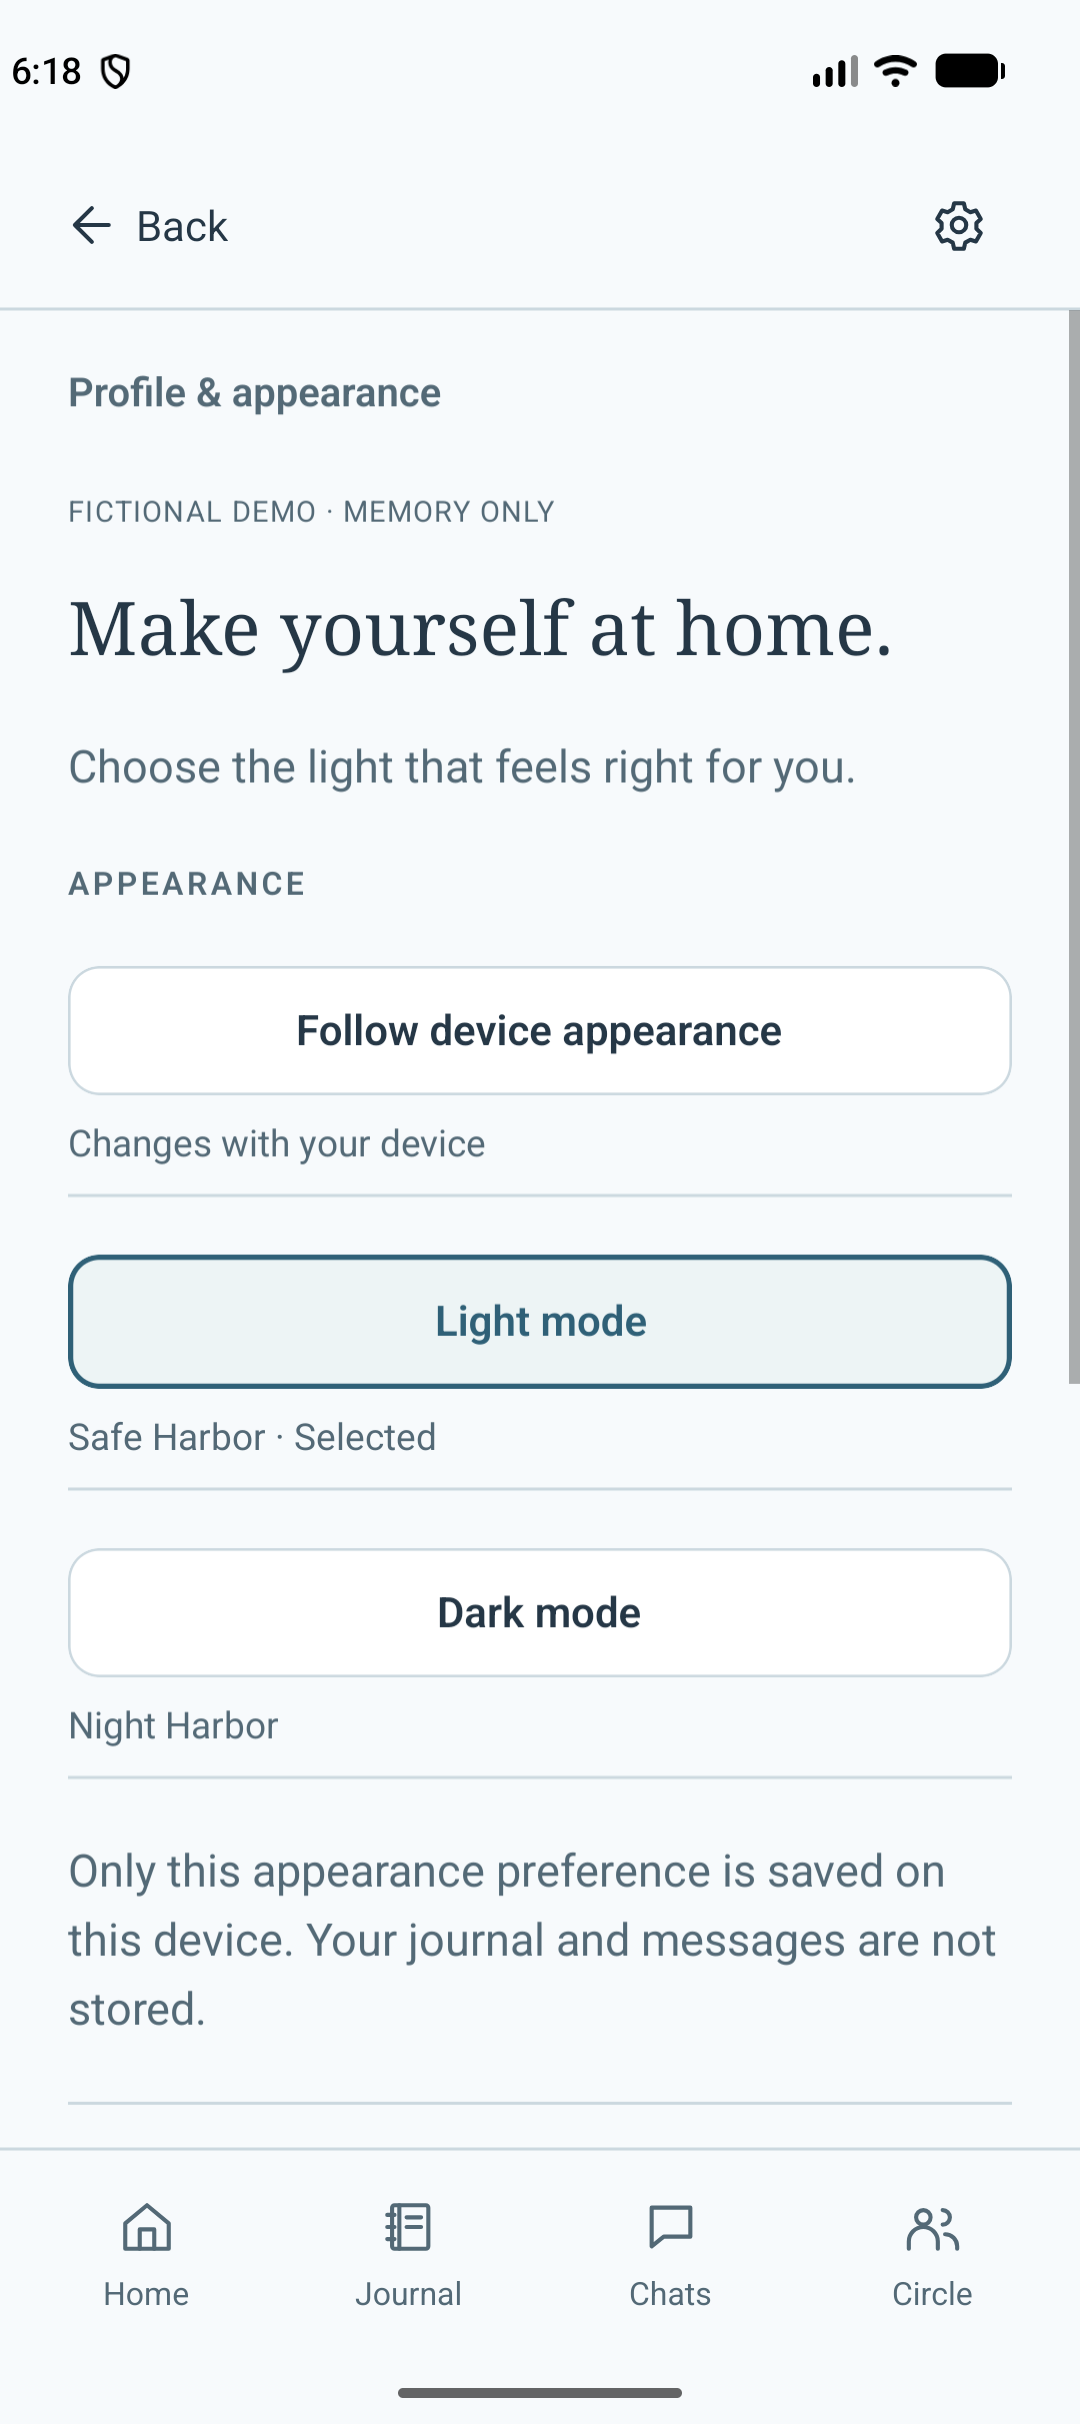 6:18
Back
Profile & appearance
FICTIONAL DEMO · MEMORY ONLY
Make yourself at home.
Choose the light that feels right for you.
APPEARANCE
Follow device appearance
Changes with your device
Light mode
Safe Harbor · Selected
Dark mode
Night Harbor
Only this appearance preference is saved on
this device. Your journal and messages are not
stored.
Home
Journal
Chats
Circle